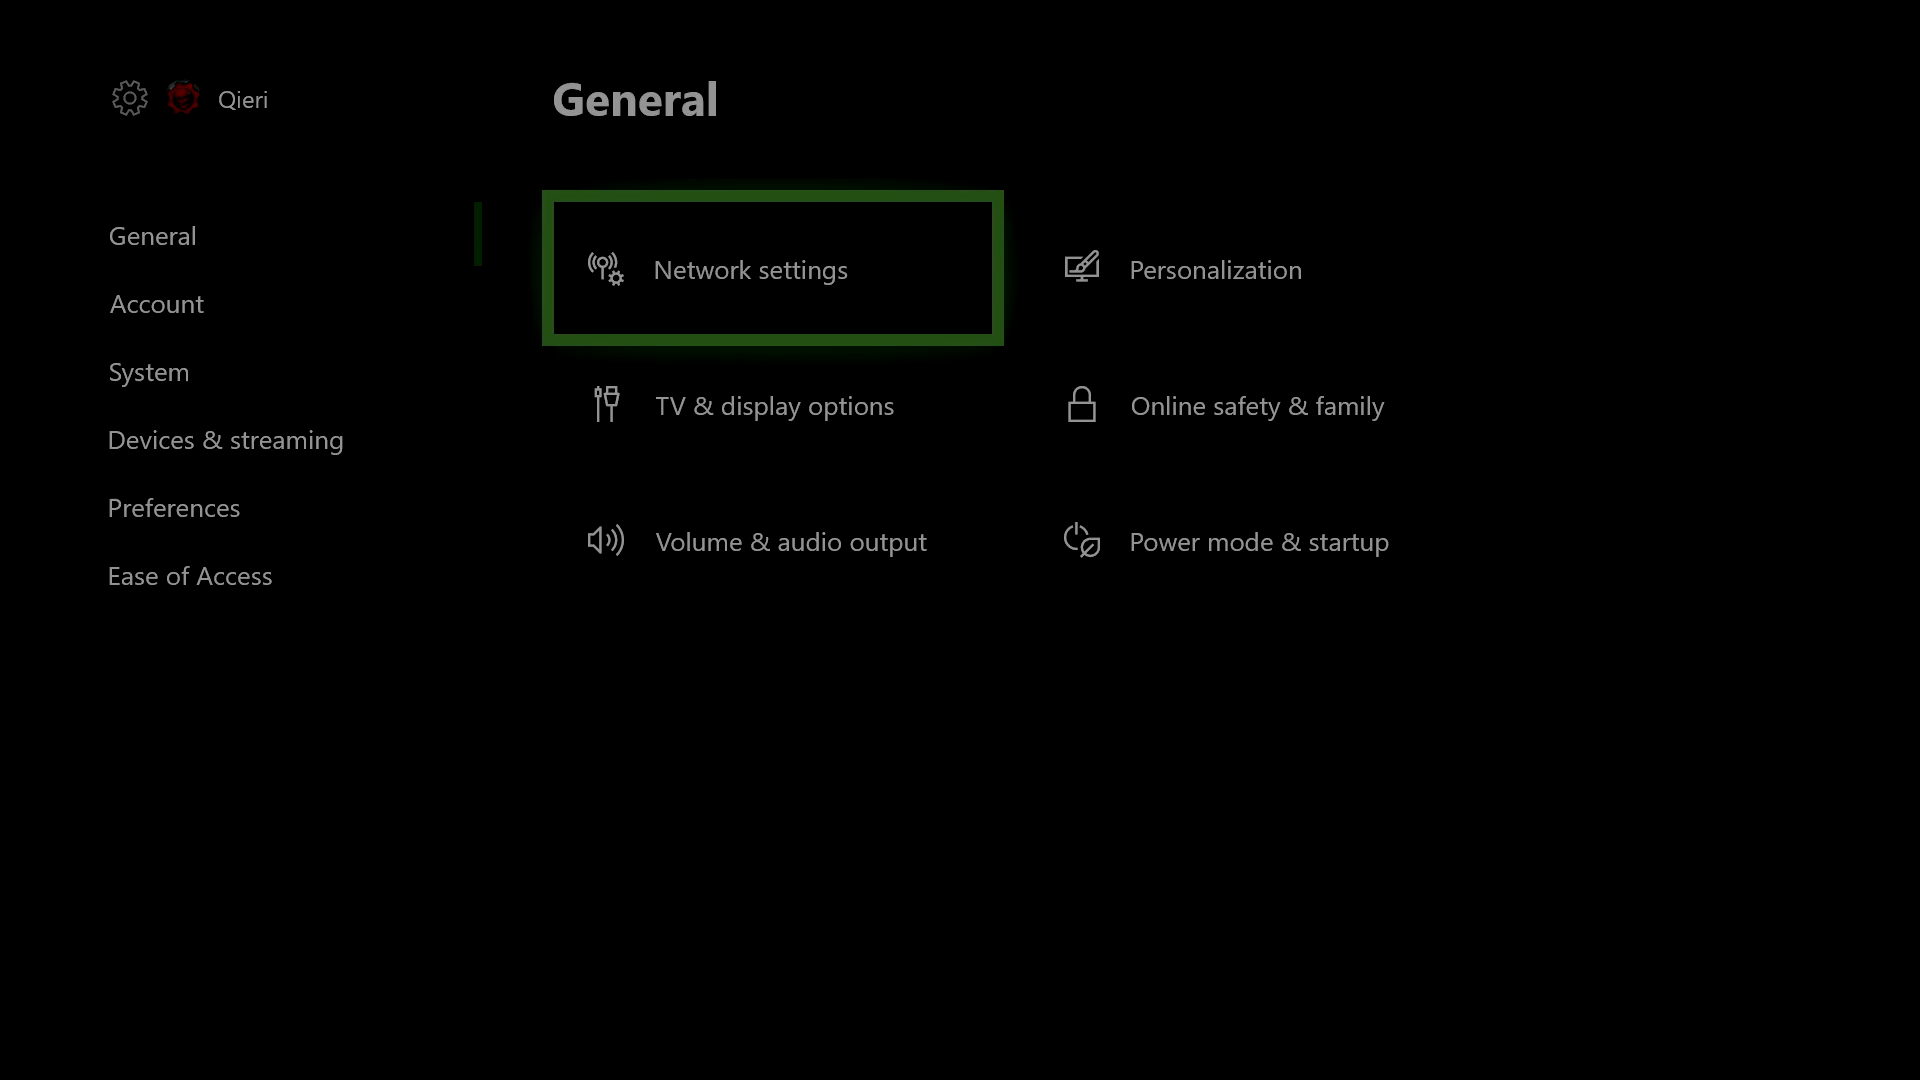 Qieri
General
Account
System
Devices & streaming
Preferences
Ease of Access
General
Network settings
Personalization
TV & display options
Online safety & family
Volume & audio output
Power mode & startup